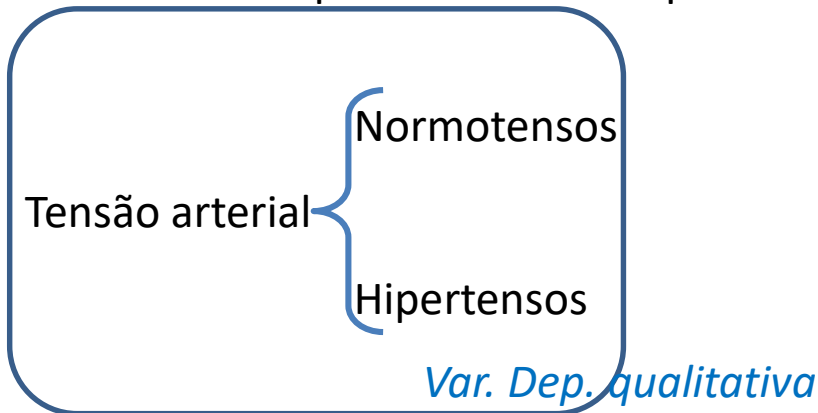 Normotensos
Tensão arterial
Hipertensos
Var. Dep. qualitativa